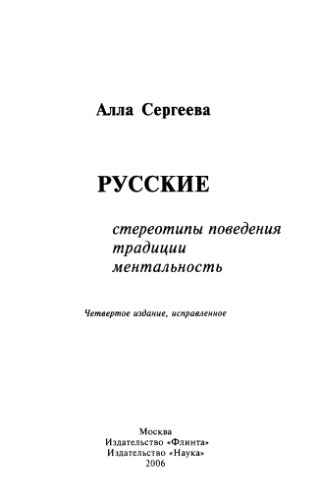 Алла Сергеева
РУССКИЕ
стереотипы поведения
традиции
ментальность
Четвертое издание, исправленное
Москва
Издательство «Флинта»
Издательство «Наука»
2006